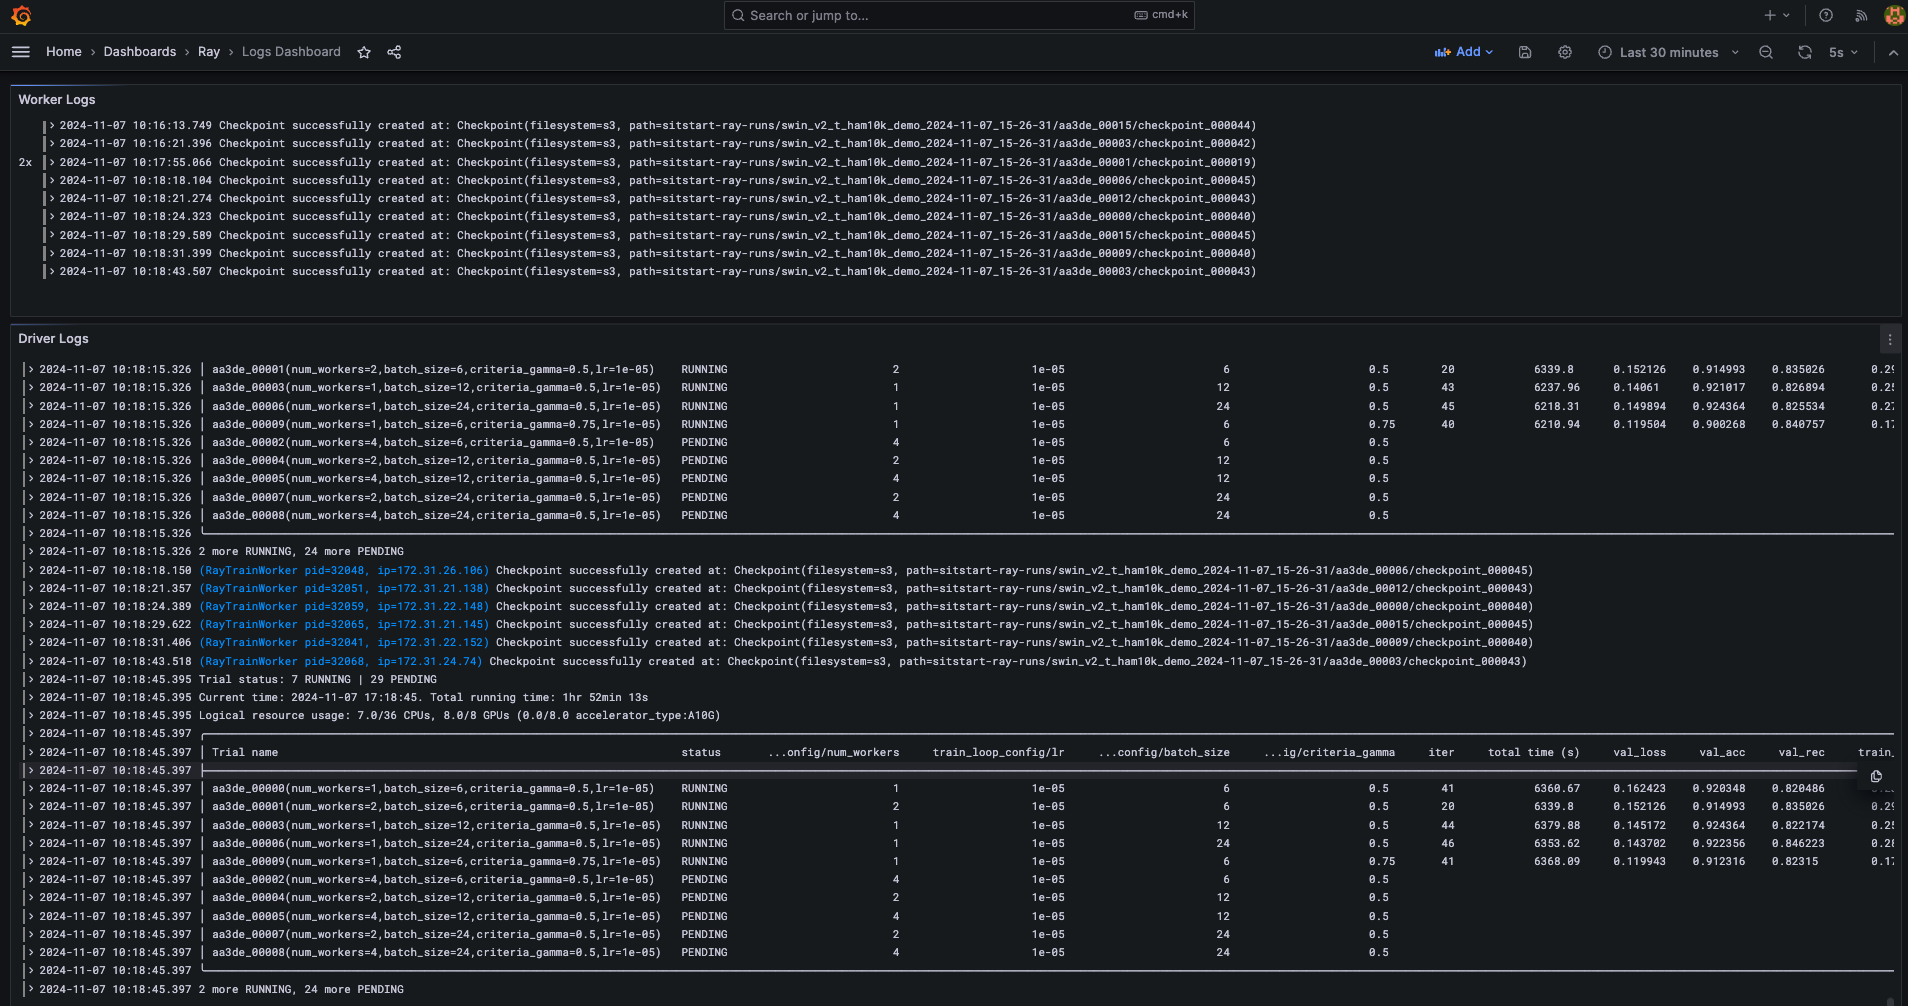 Search or jump to... cmd+k
Home › Dashboards › Ray › Logs Dashboard Add Last 30 minutes 5s
Worker Logs
2024-11-07 10:16:13.749 Checkpoint successfully created at: Checkpoint(filesystem=s3, path=sitstart-ray-runs/swin_v2_t_ham10k_demo_2024-11-07_15-26-31/aa3de_00015/checkpoint_000044)
2024-11-07 10:16:21.396 Checkpoint successfully created at: Checkpoint(filesystem=s3, path=sitstart-ray-runs/swin_v2_t_ham10k_demo_2024-11-07_15-26-31/aa3de_00003/checkpoint_000042)
2x 2024-11-07 10:17:55.066 Checkpoint successfully created at: Checkpoint(filesystem=s3, path=sitstart-ray-runs/swin_v2_t_ham10k_demo_2024-11-07_15-26-31/aa3de_00001/checkpoint_000019)
2024-11-07 10:18:18.104 Checkpoint successfully created at: Checkpoint(filesystem=s3, path=sitstart-ray-runs/swin_v2_t_ham10k_demo_2024-11-07_15-26-31/aa3de_00006/checkpoint_000045)
2024-11-07 10:18:21.274 Checkpoint successfully created at: Checkpoint(filesystem=s3, path=sitstart-ray-runs/swin_v2_t_ham10k_demo_2024-11-07_15-26-31/aa3de_00012/checkpoint_000043)
2024-11-07 10:18:24.323 Checkpoint successfully created at: Checkpoint(filesystem=s3, path=sitstart-ray-runs/swin_v2_t_ham10k_demo_2024-11-07_15-26-31/aa3de_00000/checkpoint_000040)
2024-11-07 10:18:29.589 Checkpoint successfully created at: Checkpoint(filesystem=s3, path=sitstart-ray-runs/swin_v2_t_ham10k_demo_2024-11-07_15-26-31/aa3de_00015/checkpoint_000045)
2024-11-07 10:18:31.399 Checkpoint successfully created at: Checkpoint(filesystem=s3, path=sitstart-ray-runs/swin_v2_t_ham10k_demo_2024-11-07_15-26-31/aa3de_00009/checkpoint_000040)
2024-11-07 10:18:43.507 Checkpoint successfully created at: Checkpoint(filesystem=s3, path=sitstart-ray-runs/swin_v2_t_ham10k_demo_2024-11-07_15-26-31/aa3de_00003/checkpoint_000043)
Driver Logs
2024-11-07 10:18:15.326 │ aa3de_00001(num_workers=2,batch_size=6,criteria_gamma=0.5,lr=1e-05) RUNNING 2 1e-05 6 0.5 20 6339.8 0.152126 0.914993 0.835026 0.29
2024-11-07 10:18:15.326 │ aa3de_00003(num_workers=1,batch_size=12,criteria_gamma=0.5,lr=1e-05) RUNNING 1 1e-05 12 0.5 43 6237.96 0.14061 0.921017 0.826894 0.25
2024-11-07 10:18:15.326 │ aa3de_00006(num_workers=1,batch_size=24,criteria_gamma=0.5,lr=1e-05) RUNNING 1 1e-05 24 0.5 45 6218.31 0.149894 0.924364 0.825534 0.27
2024-11-07 10:18:15.326 │ aa3de_00009(num_workers=1,batch_size=6,criteria_gamma=0.75,lr=1e-05) RUNNING 1 1e-05 6 0.75 40 6210.94 0.119504 0.900268 0.840757 0.17
2024-11-07 10:18:15.326 │ aa3de_00002(num_workers=4,batch_size=6,criteria_gamma=0.5,lr=1e-05) PENDING 4 1e-05 6 0.5
2024-11-07 10:18:15.326 │ aa3de_00004(num_workers=2,batch_size=12,criteria_gamma=0.5,lr=1e-05) PENDING 2 1e-05 12 0.5
2024-11-07 10:18:15.326 │ aa3de_00005(num_workers=4,batch_size=12,criteria_gamma=0.5,lr=1e-05) PENDING 4 1e-05 12 0.5
2024-11-07 10:18:15.326 │ aa3de_00007(num_workers=2,batch_size=24,criteria_gamma=0.5,lr=1e-05) PENDING 2 1e-05 24 0.5
2024-11-07 10:18:15.326 │ aa3de_00008(num_workers=4,batch_size=24,criteria_gamma=0.5,lr=1e-05) PENDING 4 1e-05 24 0.5
2024-11-07 10:18:15.326
2024-11-07 10:18:15.326 2 more RUNNING, 24 more PENDING
2024-11-07 10:18:18.150 (RayTrainWorker pid=32048, ip=172.31.26.106) Checkpoint successfully created at: Checkpoint(filesystem=s3, path=sitstart-ray-runs/swin_v2_t_ham10k_demo_2024-11-07_15-26-31/aa3de_00006/checkpoint_000045)
2024-11-07 10:18:21.357 (RayTrainWorker pid=32051, ip=172.31.21.138) Checkpoint successfully created at: Checkpoint(filesystem=s3, path=sitstart-ray-runs/swin_v2_t_ham10k_demo_2024-11-07_15-26-31/aa3de_00012/checkpoint_000043)
2024-11-07 10:18:24.389 (RayTrainWorker pid=32059, ip=172.31.22.148) Checkpoint successfully created at: Checkpoint(filesystem=s3, path=sitstart-ray-runs/swin_v2_t_ham10k_demo_2024-11-07_15-26-31/aa3de_00000/checkpoint_000040)
2024-11-07 10:18:29.622 (RayTrainWorker pid=32065, ip=172.31.21.145) Checkpoint successfully created at: Checkpoint(filesystem=s3, path=sitstart-ray-runs/swin_v2_t_ham10k_demo_2024-11-07_15-26-31/aa3de_00015/checkpoint_000045)
2024-11-07 10:18:31.406 (RayTrainWorker pid=32041, ip=172.31.22.152) Checkpoint successfully created at: Checkpoint(filesystem=s3, path=sitstart-ray-runs/swin_v2_t_ham10k_demo_2024-11-07_15-26-31/aa3de_00009/checkpoint_000040)
2024-11-07 10:18:43.518 (RayTrainWorker pid=32068, ip=172.31.24.74) Checkpoint successfully created at: Checkpoint(filesystem=s3, path=sitstart-ray-runs/swin_v2_t_ham10k_demo_2024-11-07_15-26-31/aa3de_00003/checkpoint_000043)
2024-11-07 10:18:45.395 Trial status: 7 RUNNING | 29 PENDING
2024-11-07 10:18:45.395 Current time: 2024-11-07 17:18:45. Total running time: 1hr 52min 13s
2024-11-07 10:18:45.395 Logical resource usage: 7.0/36 CPUs, 8.0/8 GPUs (0.0/8.0 accelerator_type:A10G)
2024-11-07 10:18:45.397
2024-11-07 10:18:45.397 │ Trial name status ...onfig/num_workers train_loop_config/lr ...config/batch_size ...ig/criteria_gamma iter total time (s) val_loss val_acc val_rec train_
2024-11-07 10:18:45.397
2024-11-07 10:18:45.397 │ aa3de_00000(num_workers=1,batch_size=6,criteria_gamma=0.5,lr=1e-05) RUNNING 1 1e-05 6 0.5 41 6360.67 0.162423 0.920348 0.820486
2024-11-07 10:18:45.397 │ aa3de_00001(num_workers=2,batch_size=6,criteria_gamma=0.5,lr=1e-05) RUNNING 2 1e-05 6 0.5 20 6339.8 0.152126 0.914993 0.835026 0.29
2024-11-07 10:18:45.397 │ aa3de_00003(num_workers=1,batch_size=12,criteria_gamma=0.5,lr=1e-05) RUNNING 1 1e-05 12 0.5 44 6379.88 0.145172 0.924364 0.822174 0.25
2024-11-07 10:18:45.397 │ aa3de_00006(num_workers=1,batch_size=24,criteria_gamma=0.5,lr=1e-05) RUNNING 1 1e-05 24 0.5 46 6353.62 0.143702 0.922356 0.846223 0.28
2024-11-07 10:18:45.397 │ aa3de_00009(num_workers=1,batch_size=6,criteria_gamma=0.75,lr=1e-05) RUNNING 1 1e-05 6 0.75 41 6368.09 0.119943 0.912316 0.82315 0.17
2024-11-07 10:18:45.397 │ aa3de_00002(num_workers=4,batch_size=6,criteria_gamma=0.5,lr=1e-05) PENDING 4 1e-05 6 0.5
2024-11-07 10:18:45.397 │ aa3de_00004(num_workers=2,batch_size=12,criteria_gamma=0.5,lr=1e-05) PENDING 2 1e-05 12 0.5
2024-11-07 10:18:45.397 │ aa3de_00005(num_workers=4,batch_size=12,criteria_gamma=0.5,lr=1e-05) PENDING 4 1e-05 12 0.5
2024-11-07 10:18:45.397 │ aa3de_00007(num_workers=2,batch_size=24,criteria_gamma=0.5,lr=1e-05) PENDING 2 1e-05 24 0.5
2024-11-07 10:18:45.397 │ aa3de_00008(num_workers=4,batch_size=24,criteria_gamma=0.5,lr=1e-05) PENDING 4 1e-05 24 0.5
2024-11-07 10:18:45.397
2024-11-07 10:18:45.397 2 more RUNNING, 24 more PENDING